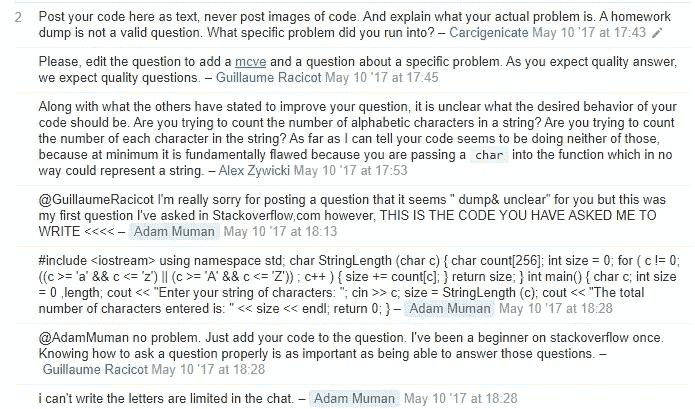 2 Post your code here as text, never post images of code. And explain what your actual problem is. A homework
dump is not a valid question. What specific problem did you run into? – Carcigenicate May 10 '17 at 17:43
Please, edit the question to add a mcve and a question about a specific problem. As you expect quality answer,
we expect quality questions. – Guillaume Racicot May 10 '17 at 17:45
Along with what the others have stated to improve your question, it is unclear what the desired behavior of your
code should be. Are you trying to count the number of alphabetic characters in a string? Are you trying to count
the number of each character in the string? As far as I can tell your code seems to be doing neither of those,
because at minimum it is fundamentally flawed because you are passing a char into the function which in no
way could represent a string. – Alex Zywicki May 10 '17 at 17:53
@GuillaumeRacicot I'm really sorry for posting a question that it seems " dump& unclear" for you but this was
my first question I've asked in Stackoverflow,com however, THIS IS THE CODE YOU HAVE ASKED ME TO
WRITE <<<< – Adam Muman May 10 '17 at 18:13
#include <iostream> using namespace std; char StringLength (char c) { char count[256]; int size = 0; for ( c != 0;
((c >= 'a' && c <= 'z') || (c >= 'A' && c <= 'Z')) ; c++ ) { size += count[c]; } return size; } int main() { char c; int size
= 0 ,length; cout << "Enter your string of characters: "; cin >> c; size = StringLength (c); cout << "The total
number of characters entered is: " << size << endl; return 0; } – Adam Muman May 10 '17 at 18:28
@AdamMuman no problem. Just add your code to the question. I've been a beginner on stackoverflow once.
Knowing how to ask a question properly is as important as being able to answer those questions. –
Guillaume Racicot May 10 '17 at 18:28
i can't write the letters are limited in the chat. – Adam Muman May 10 '17 at 18:28